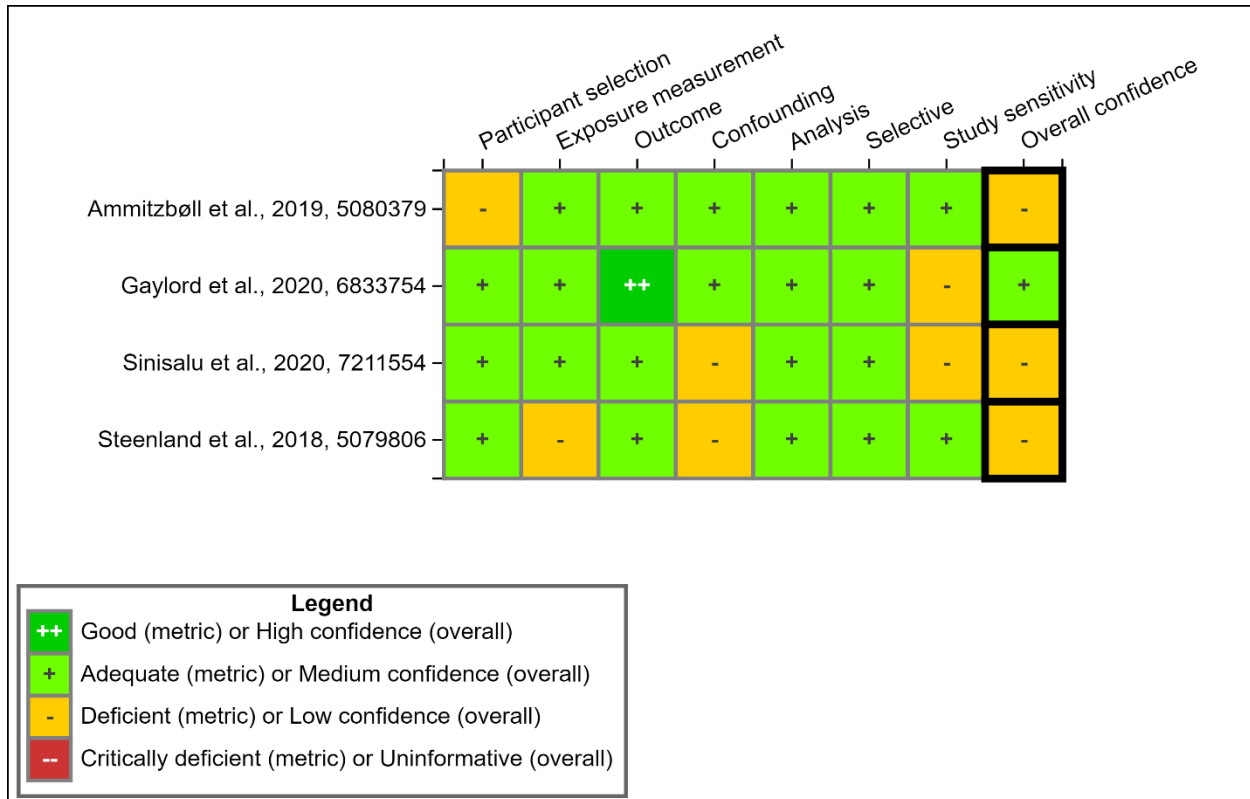 Participant selection
Exposure measurement
Outcome
Confounding
Analysis
Selective
Study sensitivity
Overall confidence
Ammitzbøll et al., 2019, 5080379 - + + + + + + -
Gaylord et al., 2020, 6833754 + + ++ + + + - +
Sinisalu et al., 2020, 7211554 + + + - + + - -
Steenland et al., 2018, 5079806 + - + - + + + -
Legend
++ Good (metric) or High confidence (overall)
+ Adequate (metric) or Medium confidence (overall)
- Deficient (metric) or Low confidence (overall)
-- Critically deficient (metric) or Uninformative (overall)